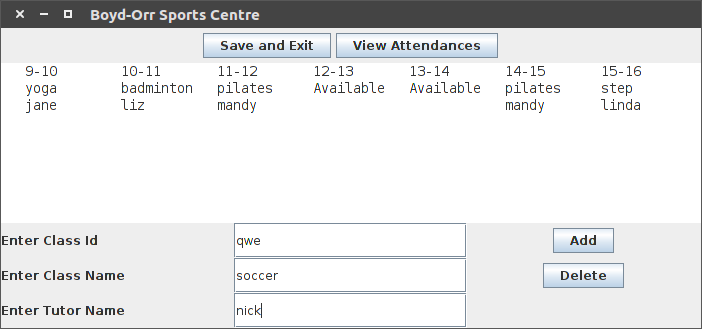 Boyd-Orr Sports Centre
Save and Exit View Attendances
9-10 10-11 11-12 12-13 13-14 14-15 15-16
yoga badminton pilates Available Available pilates step
jane liz mandy mandy linda
Enter Class Id qwe Add
Enter Class Name soccer Delete
Enter Tutor Name nick